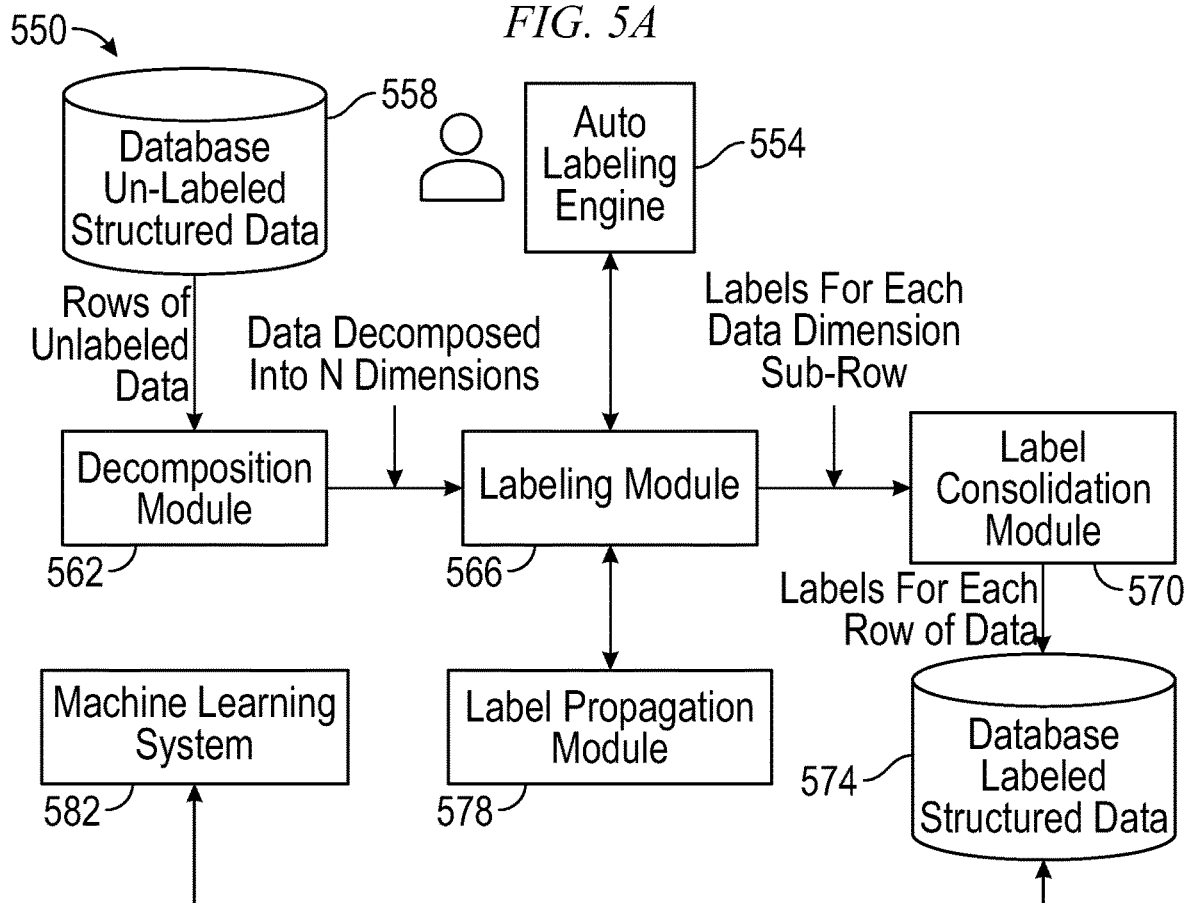 FIG. 5A
550
558
Database
Un-Labeled
Structured Data
Auto
Labeling
Engine
554
Rows of
Unlabeled
Data
Data Decomposed
Into N Dimensions
Labels For Each
Data Dimension
Sub-Row
Decomposition
Module
562
Labeling Module
566
Label
Consolidation
Module
570
Labels For Each
Row of Data
Machine Learning
System
582
Label Propagation
Module
578
574
Database
Labeled
Structured Data